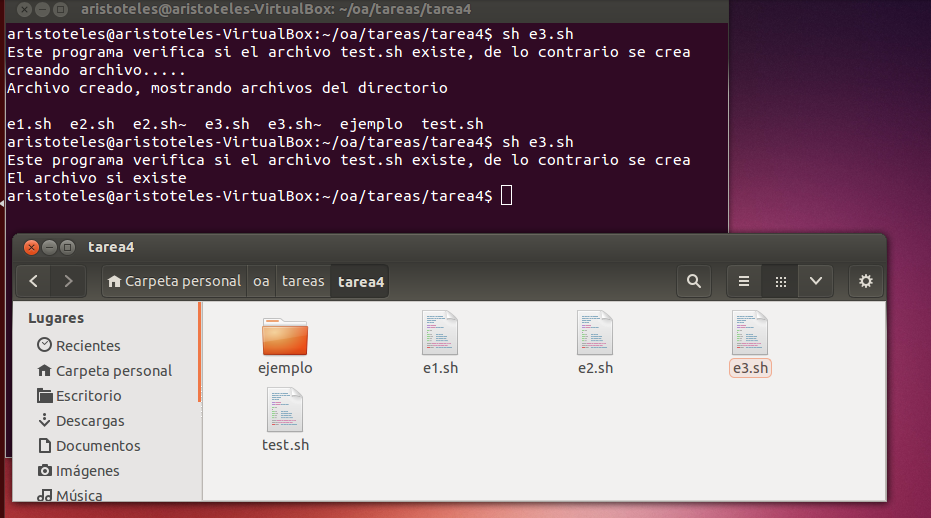 aristoteles@aristoteles-VirtualBox: ~/oa/tareas/tarea4
aristoteles@aristoteles-VirtualBox:~/oa/tareas/tarea4$ sh e3.sh
Este programa verifica si el archivo test.sh existe, de lo contrario se crea
creando archivo.....
Archivo creado, mostrando archivos del directorio
e1.sh  e2.sh  e2.sh~  e3.sh  e3.sh~  ejemplo  test.sh
aristoteles@aristoteles-VirtualBox:~/oa/tareas/tarea4$ sh e3.sh
Este programa verifica si el archivo test.sh existe, de lo contrario se crea
El archivo si existe
aristoteles@aristoteles-VirtualBox:~/oa/tareas/tarea4$
tarea4
Carpeta personal oa tareas tarea4
Lugares
Recientes
Carpeta personal
Escritorio
Descargas
Documentos
Imágenes
Música
ejemplo e1.sh e2.sh e3.sh
test.sh